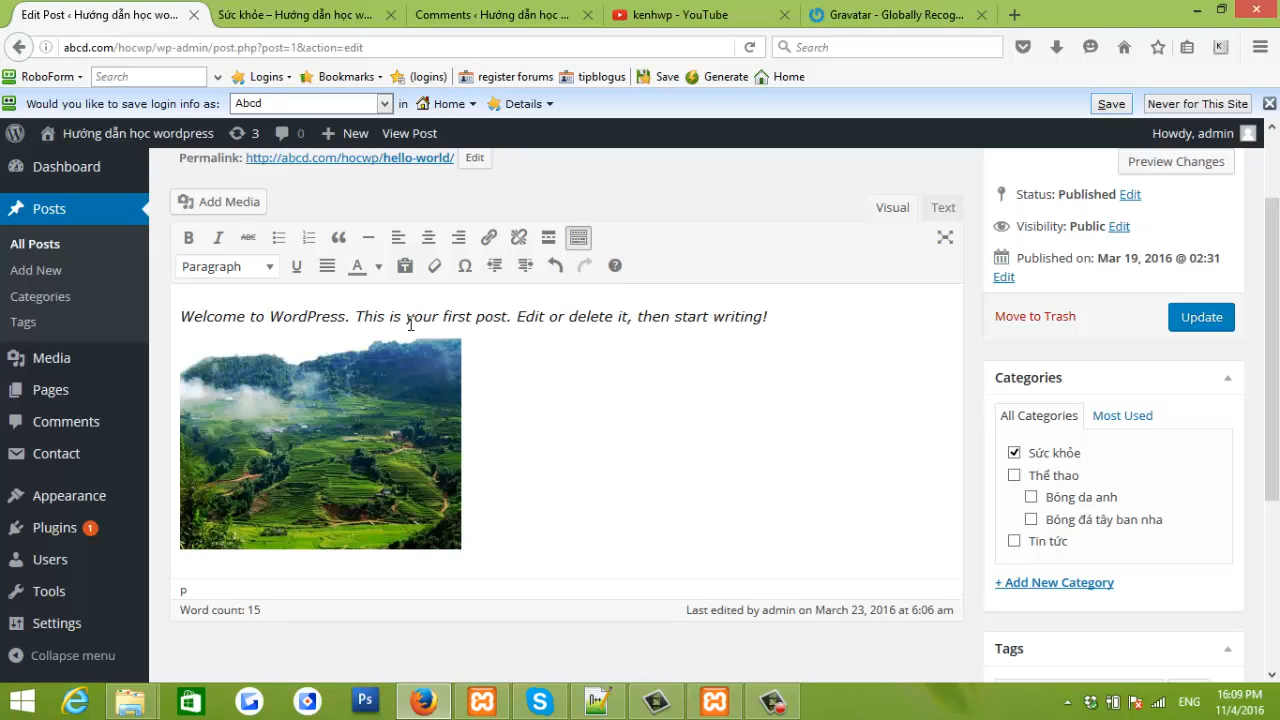 Edit Post ‹ Hướng dẫn học wo...
Sức khỏe – Hướng dẫn học w...
Comments ‹ Hướng dẫn học ...
kenhwp - YouTube
Gravatar - Globally Recog...
abcd.com/hocwp/wp-admin/post.php?post=1&action=edit
Search
RoboForm
Search
Logins
Bookmarks
(logins)
register forums
tipblogus
Save
Generate
Home
Would you like to save login info as:
Abcd
in
Home
Details
Save
Never for This Site
Hướng dẫn học wordpress
3
0
New
View Post
Howdy, admin
Dashboard
Posts
All Posts
Add New
Categories
Tags
Media
Pages
Comments
Contact
Appearance
Plugins 1
Users
Tools
Settings
Collapse menu
Permalink: http://abcd.com/hocwp/hello-world/ Edit
Add Media
Visual
Text
B I ABC
Paragraph
U
A
Welcome to WordPress. This is your first post. Edit or delete it, then start writing!
p
Word count: 15
Last edited by admin on March 23, 2016 at 6:06 am
Preview Changes
Status: Published Edit
Visibility: Public Edit
Published on: Mar 19, 2016 @ 02:31
Edit
Move to Trash
Update
Categories
All Categories
Most Used
Sức khỏe
Thể thao
Bóng da anh
Bóng đá tây ban nha
Tin tức
+ Add New Category
Tags
Ps
ENG
16:09 PM
11/4/2016